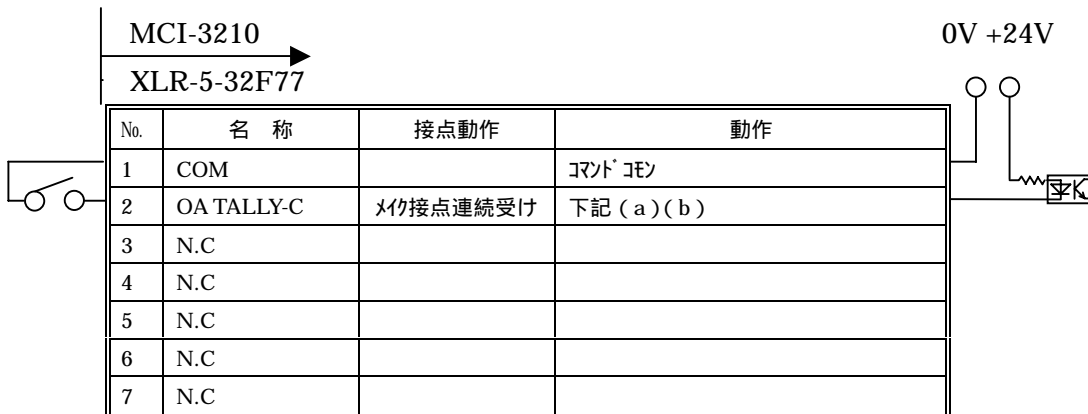 MCI-3210
0V +24V
XLR-5-32F77
№. 名 称 接点動作 動作
1 COM ｺﾏﾝﾄﾞｺﾓﾝ
2 OA TALLY-C ﾒｲｸ接点連続受け 下記 ( a ) ( b )
3 N.C
4 N.C
5 N.C
6 N.C
7 N.C